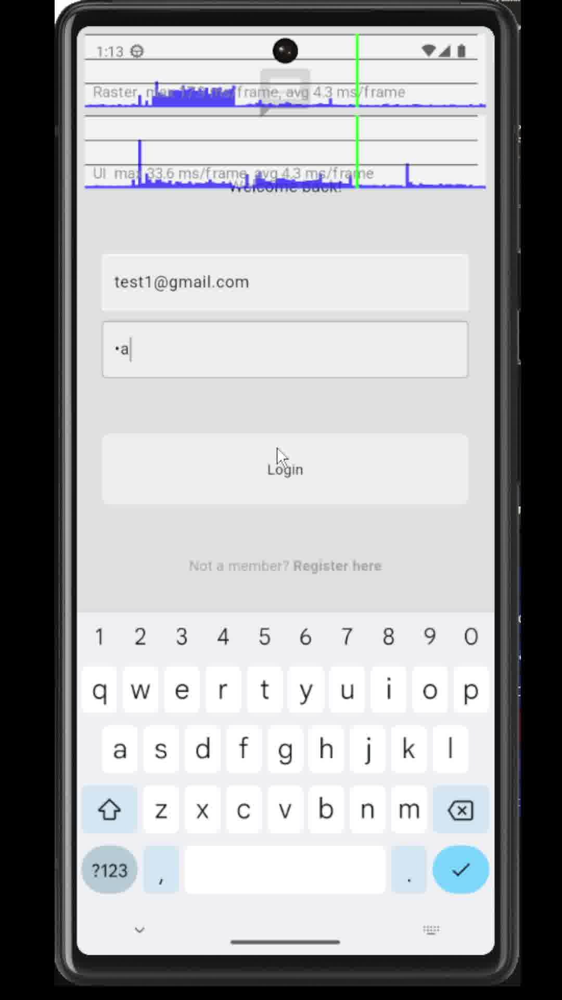 1:13
Raster max 17.9 ms/frame, avg 4.3 ms/frame
UI max 33.6 ms/frame, avg 4.3 ms/frame
Welcome back!
test1@gmail.com
•a
Login
Not a member? Register here
1 2 3 4 5 6 7 8 9 0
q w e r t y u i o p
a s d f g h j k l
z x c v b n m
?123 , .